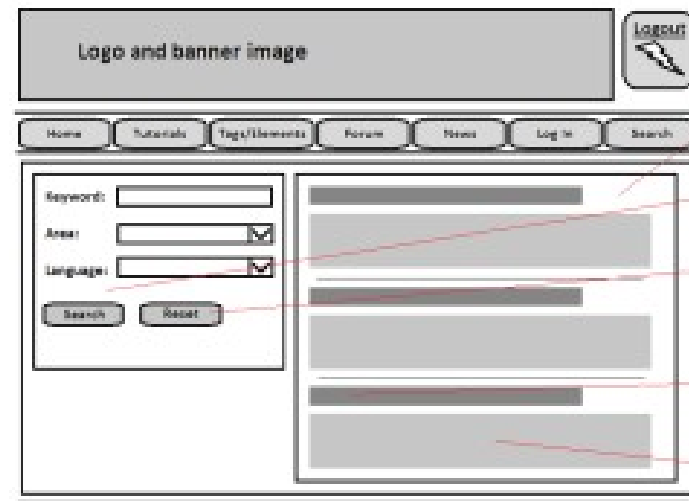 Logo and banner image
Logout
Home Tutorials Tags/Elements Forum News Log In Search
Keyword:
Area:
Language:
Search Reset